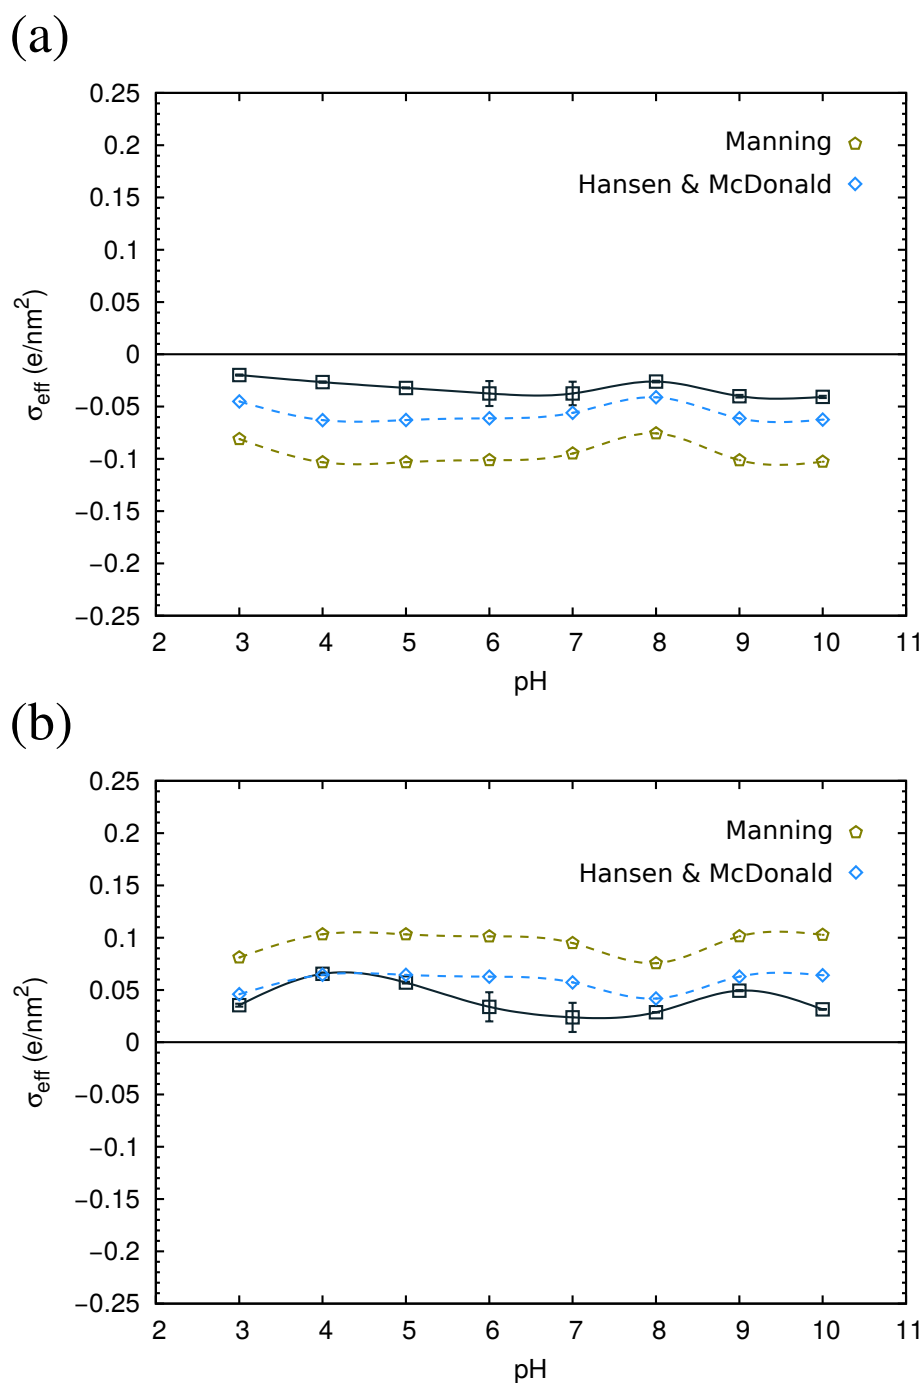 (a)
0.25
0.2
0.15
0.1
0.05
0
−0.05
−0.1
−0.15
−0.2
−0.25
σeff (e/nm2)
Manning
Hansen & McDonald
2 3 4 5 6 7 8 9 10 11
pH
(b)
0.25
0.2
0.15
0.1
0.05
0
−0.05
−0.1
−0.15
−0.2
−0.25
σeff (e/nm2)
Manning
Hansen & McDonald
2 3 4 5 6 7 8 9 10 11
pH